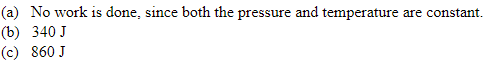 (a) No work is done, since both the pressure and temperature are constant.
(b) 340 J
(c) 860 J